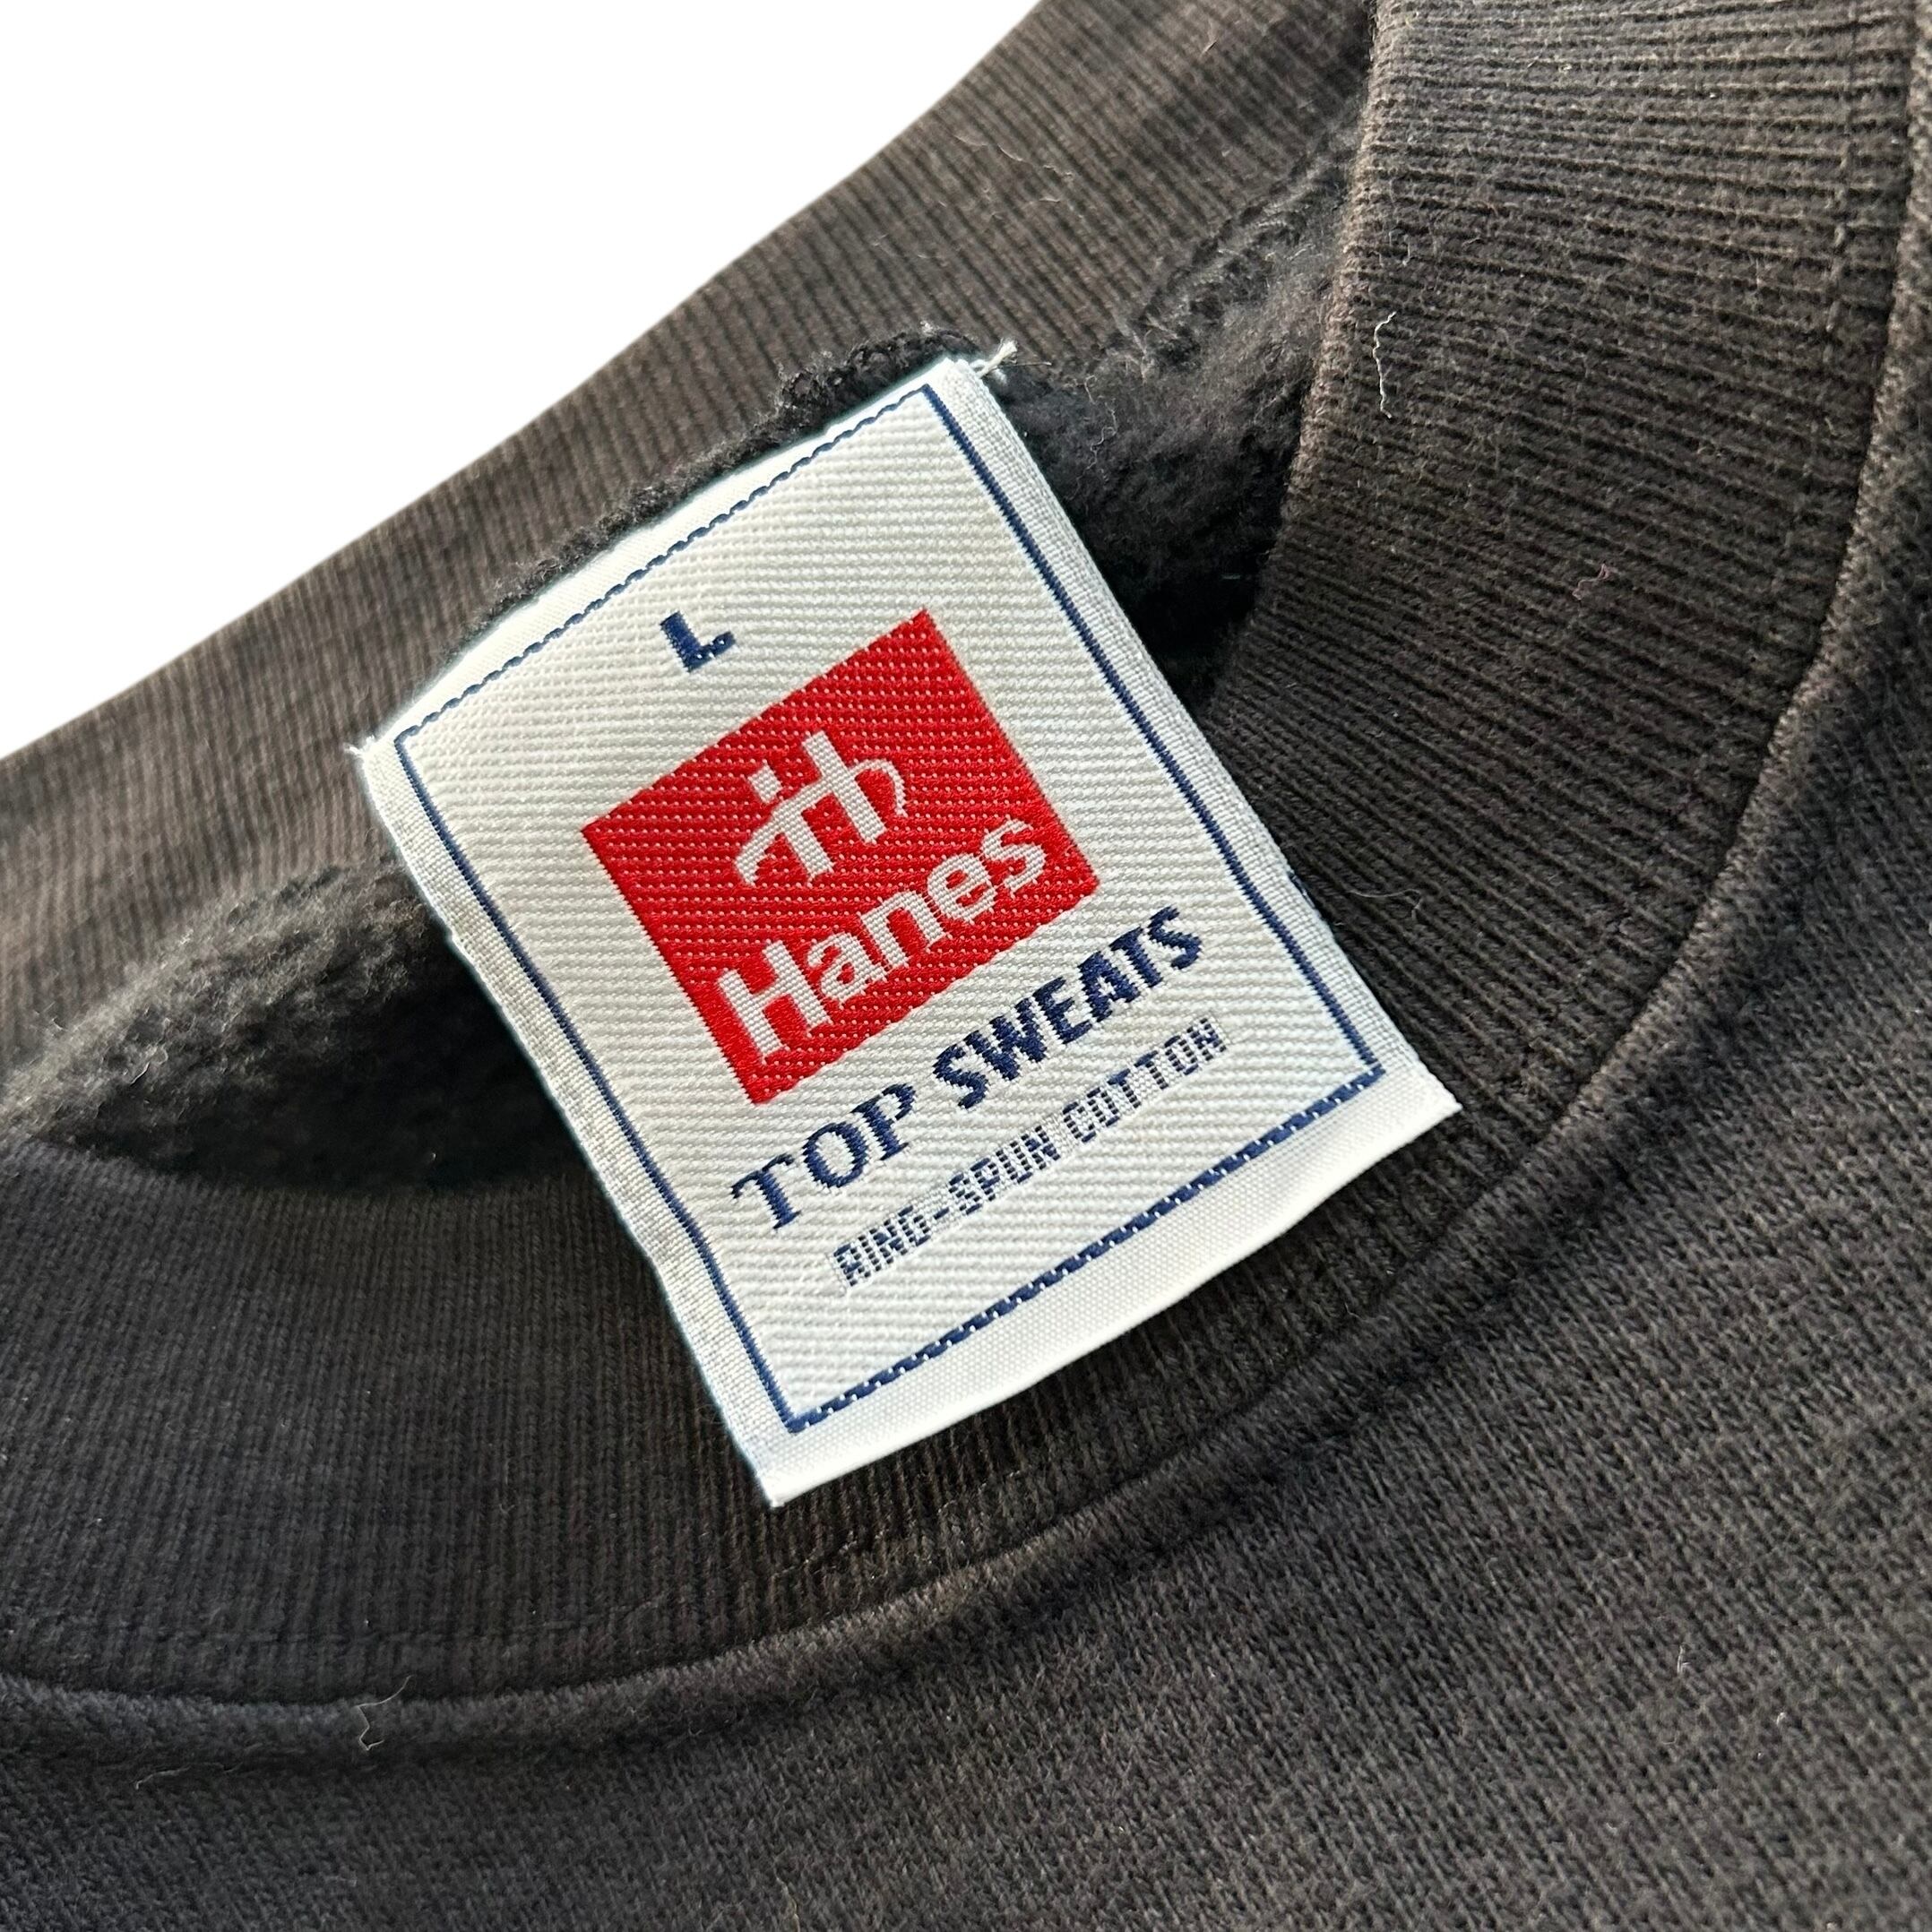 L
Hanes
TOP SWEATS
RING-SPUN COTTON